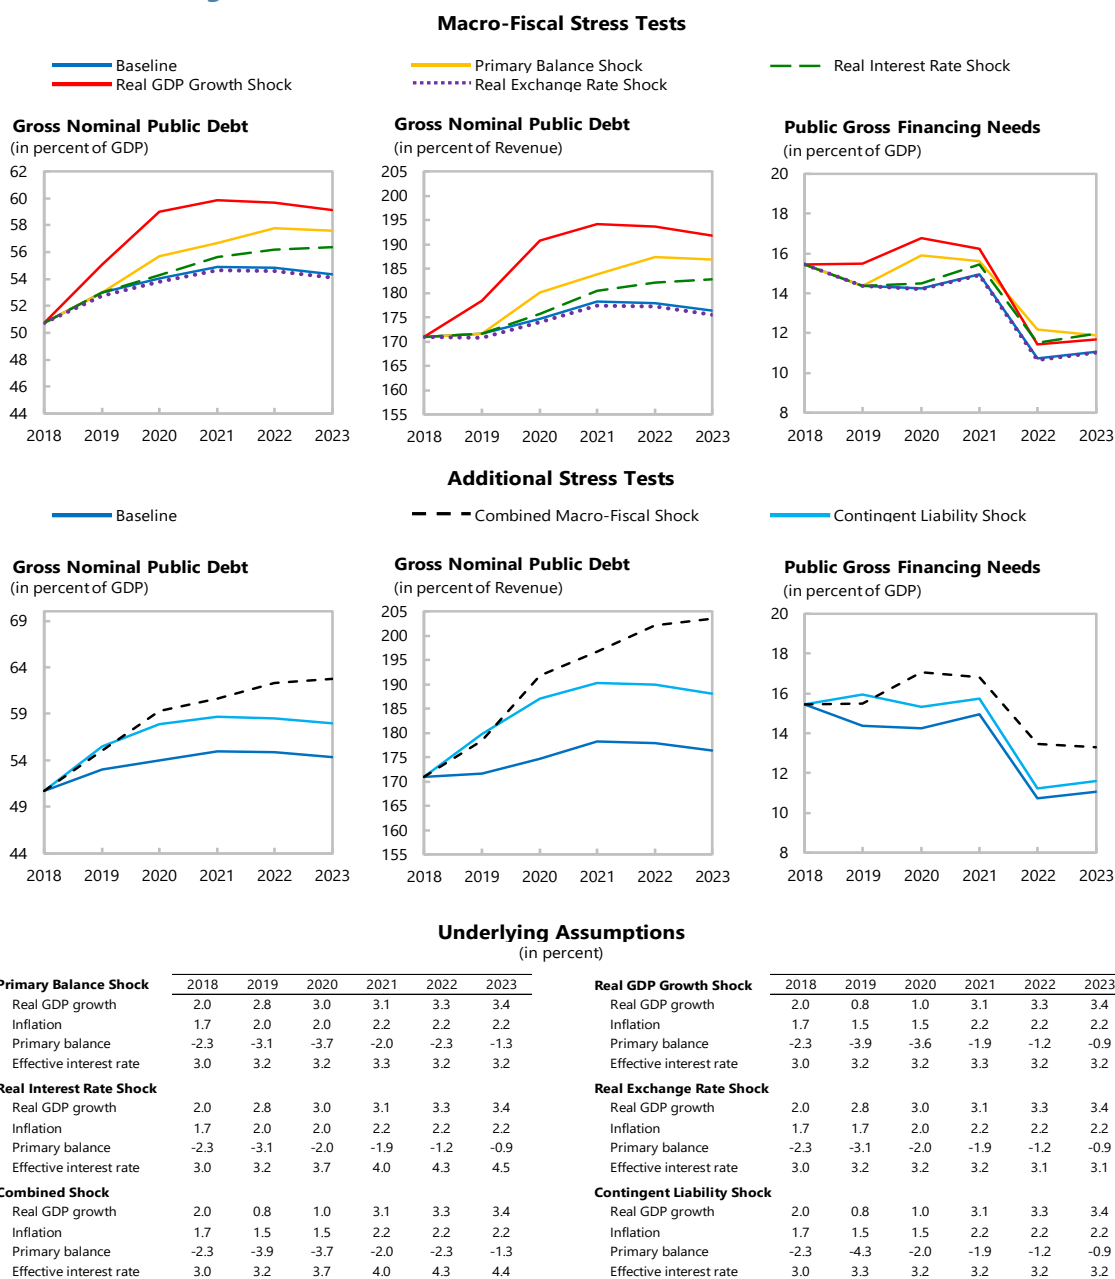 Macro-Fiscal Stress Tests
Baseline
Primary Balance Shock
Real Interest Rate Shock
Real GDP Growth Shock
Real Exchange Rate Shock
Gross Nominal Public Debt
(in percent of GDP)
62
60
58
56
54
52
50
48
46
44
2018 2019 2020 2021 2022 2023
Gross Nominal Public Debt
(in percent of Revenue)
205
200
195
190
185
180
175
170
165
160
155
2018 2019 2020 2021 2022 2023
Public Gross Financing Needs
(in percent of GDP)
20
18
16
14
12
10
8
2018 2019 2020 2021 2022 2023
Additional Stress Tests
Baseline
Combined Macro-Fiscal Shock
Contingent Liability Shock
Gross Nominal Public Debt
(in percent of GDP)
69
64
59
54
49
44
2018 2019 2020 2021 2022 2023
Gross Nominal Public Debt
(in percent of Revenue)
205
200
195
190
185
180
175
170
165
160
155
2018 2019 2020 2021 2022 2023
Public Gross Financing Needs
(in percent of GDP)
20
18
16
14
12
10
8
2018 2019 2020 2021 2022 2023
Underlying Assumptions
(in percent)
Primary Balance Shock 2018 2019 2020 2021 2022 2023
Real GDP growth 2.0 2.8 3.0 3.1 3.3 3.4
Inflation 1.7 2.0 2.0 2.2 2.2 2.2
Primary balance -2.3 -3.1 -3.7 -2.0 -2.3 -1.3
Effective interest rate 3.0 3.2 3.2 3.3 3.2 3.2
Real Interest Rate Shock
Real GDP growth 2.0 2.8 3.0 3.1 3.3 3.4
Inflation 1.7 2.0 2.0 2.2 2.2 2.2
Primary balance -2.3 -3.1 -2.0 -1.9 -1.2 -0.9
Effective interest rate 3.0 3.2 3.7 4.0 4.3 4.5
Combined Shock
Real GDP growth 2.0 0.8 1.0 3.1 3.3 3.4
Inflation 1.7 1.5 1.5 2.2 2.2 2.2
Primary balance -2.3 -3.9 -3.7 -2.0 -2.3 -1.3
Effective interest rate 3.0 3.2 3.7 4.0 4.3 4.4
Real GDP Growth Shock 2018 2019 2020 2021 2022 2023
Real GDP growth 2.0 0.8 1.0 3.1 3.3 3.4
Inflation 1.7 1.5 1.5 2.2 2.2 2.2
Primary balance -2.3 -3.9 -3.6 -1.9 -1.2 -0.9
Effective interest rate 3.0 3.2 3.2 3.3 3.2 3.2
Real Exchange Rate Shock
Real GDP growth 2.0 2.8 3.0 3.1 3.3 3.4
Inflation 1.7 1.7 2.0 2.2 2.2 2.2
Primary balance -2.3 -3.1 -2.0 -1.9 -1.2 -0.9
Effective interest rate 3.0 3.2 3.2 3.2 3.1 3.1
Contingent Liability Shock
Real GDP growth 2.0 0.8 1.0 3.1 3.3 3.4
Inflation 1.7 1.5 1.5 2.2 2.2 2.2
Primary balance -2.3 -4.3 -2.0 -1.9 -1.2 -0.9
Effective interest rate 3.0 3.3 3.2 3.2 3.2 3.2